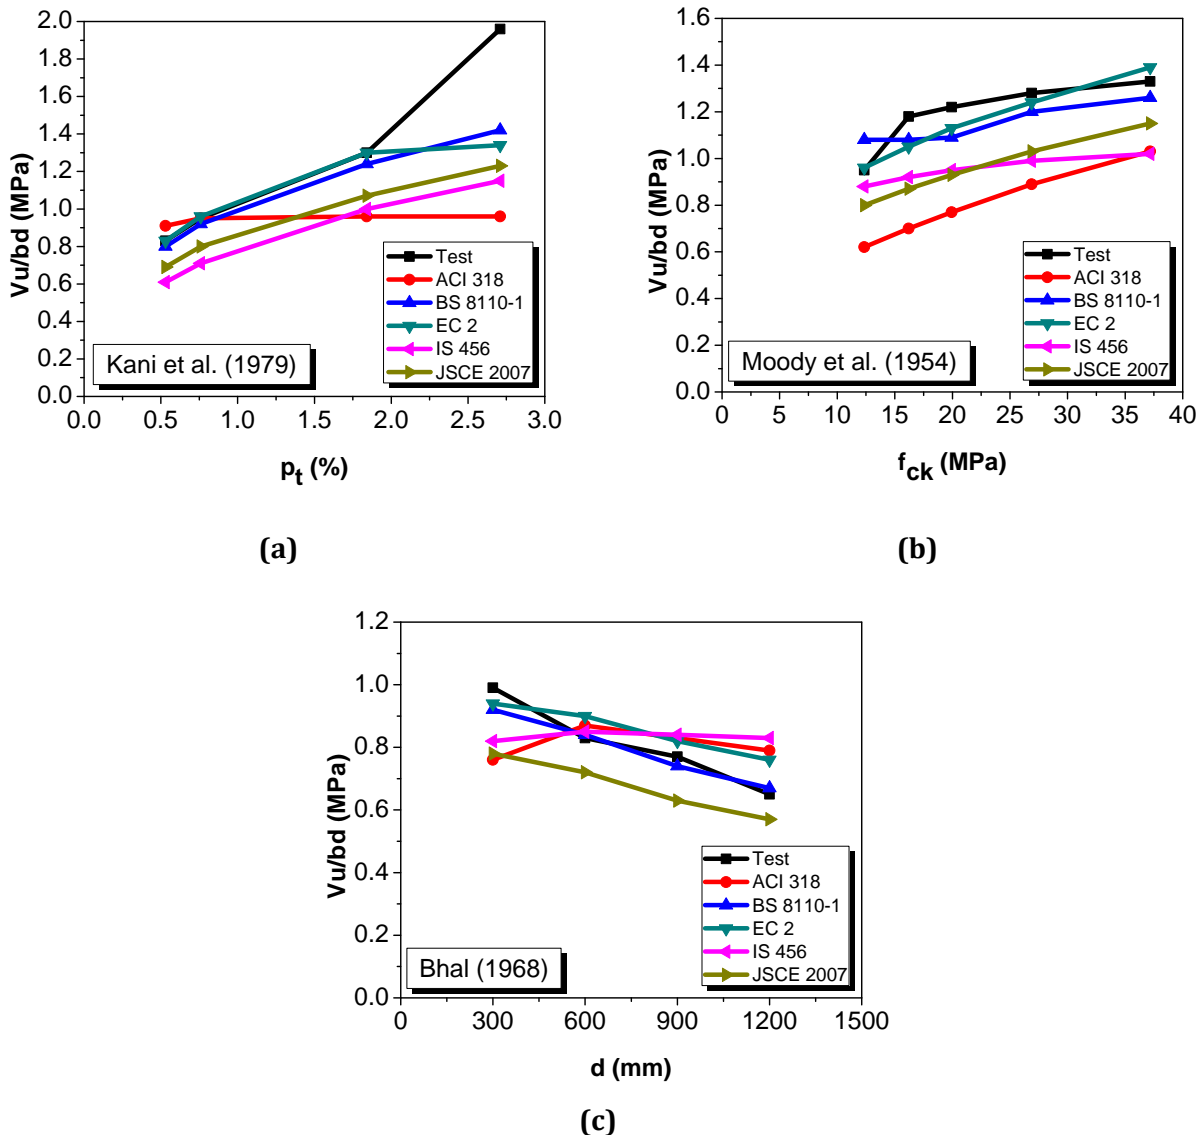 2.0
1.8
1.6
1.4
1.2
1.0
0.8
0.6
0.4
0.2
0.0
Vu/bd (MPa)
Test
ACI 318
BS 8110-1
EC 2
IS 456
JSCE 2007
Kani et al. (1979)
0.0 0.5 1.0 1.5 2.0 2.5 3.0
pt (%)
(a)
1.6
1.4
1.2
1.0
0.8
0.6
0.4
0.2
0.0
Vu/bd (MPa)
Test
ACI 318
BS 8110-1
EC 2
IS 456
JSCE 2007
Moody et al. (1954)
0 5 10 15 20 25 30 35 40
fck (MPa)
(b)
1.2
1.0
0.8
0.6
0.4
0.2
0.0
Vu/bd (MPa)
Test
ACI 318
BS 8110-1
EC 2
IS 456
JSCE 2007
Bhal (1968)
0 300 600 900 1200 1500
d (mm)
(c)